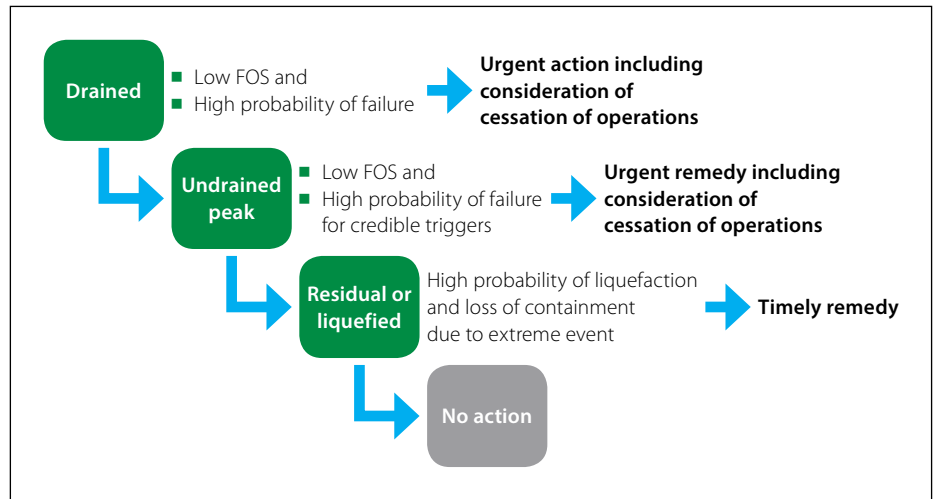 Drained
■ Low FOS and
■ High probability of failure
Urgent action including
consideration of
cessation of operations
Undrained
peak
■ Low FOS and
■ High probability of failure
for credible triggers
Urgent remedy including
consideration of
cessation of operations
Residual or
liquefied
High probability of liquefaction
and loss of containment
due to extreme event
Timely remedy
No action